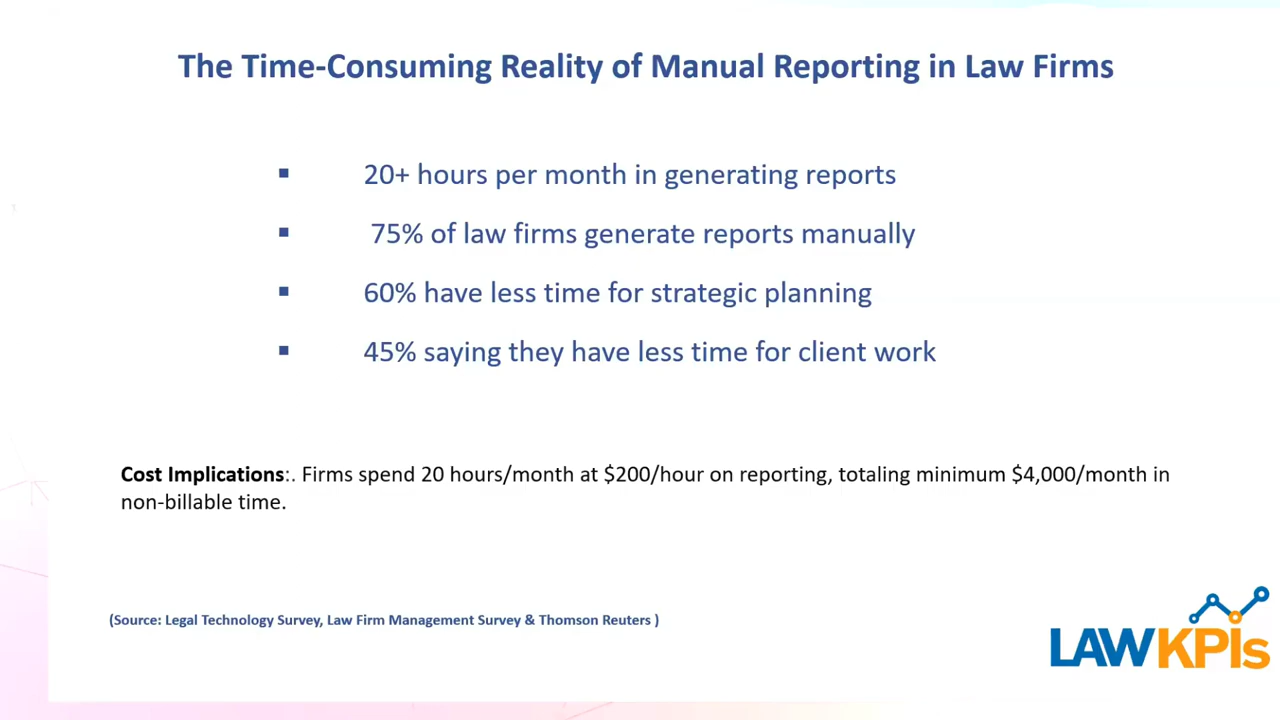 The Time-Consuming Reality of Manual Reporting in Law Firms
▪ 20+ hours per month in generating reports
▪ 75% of law firms generate reports manually
▪ 60% have less time for strategic planning
▪ 45% saying they have less time for client work
Cost Implications:. Firms spend 20 hours/month at $200/hour on reporting, totaling minimum $4,000/month in
non-billable time.
(Source: Legal Technology Survey, Law Firm Management Survey & Thomson Reuters )
LAWKPIs